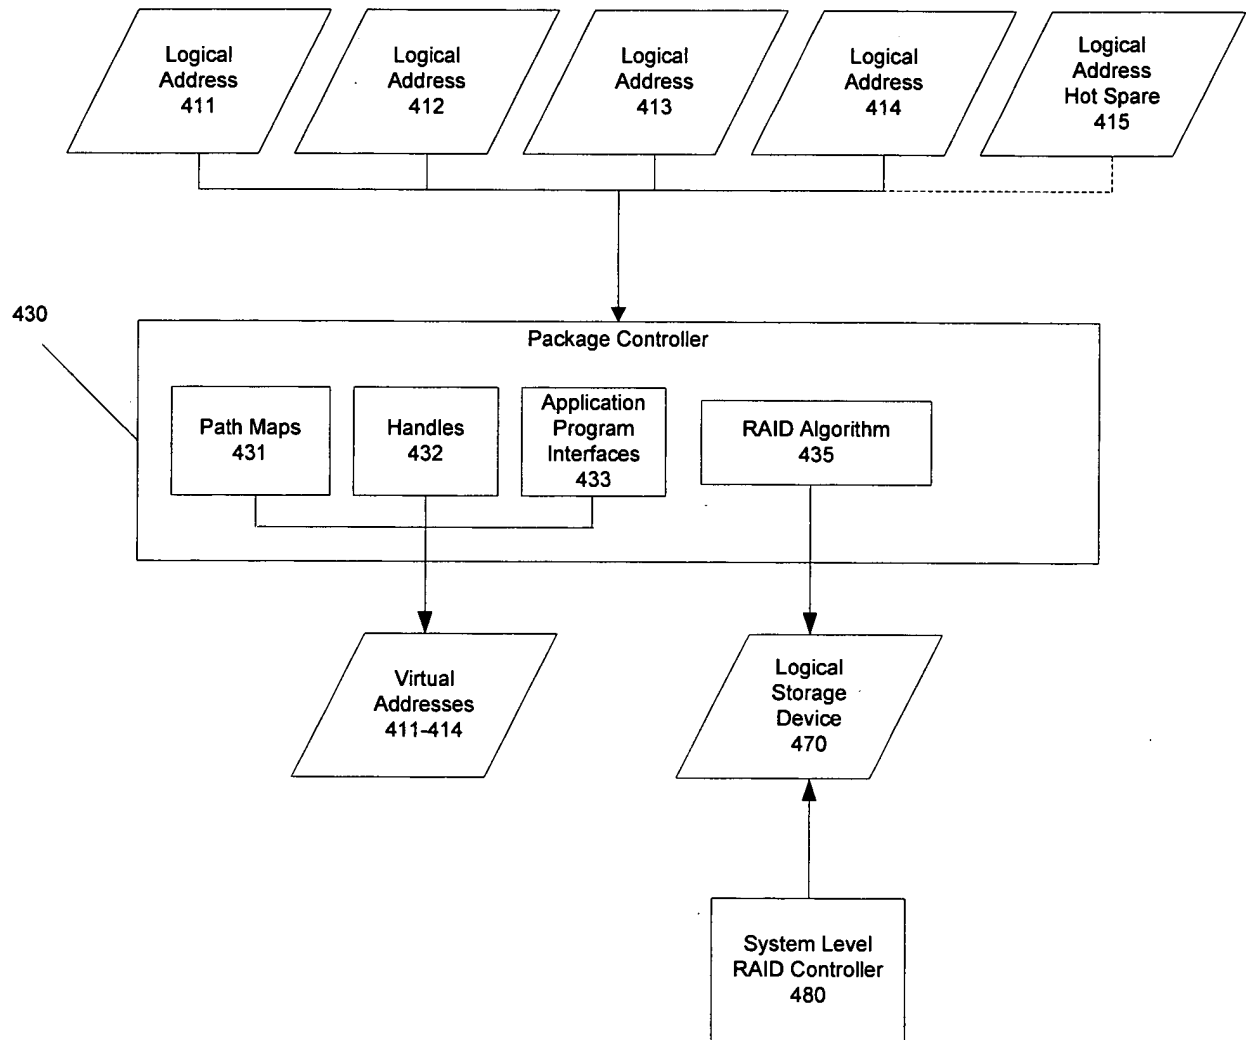 Logical
Address
411
Logical
Address
412
Logical
Address
413
Logical
Address
414
Logical
Address
Hot Spare
415
430
Package Controller
Path Maps
431
Handles
432
Application
Program
Interfaces
433
RAID Algorithm
435
Virtual
Addresses
411-414
Logical
Storage
Device
470
System Level
RAID Controller
480